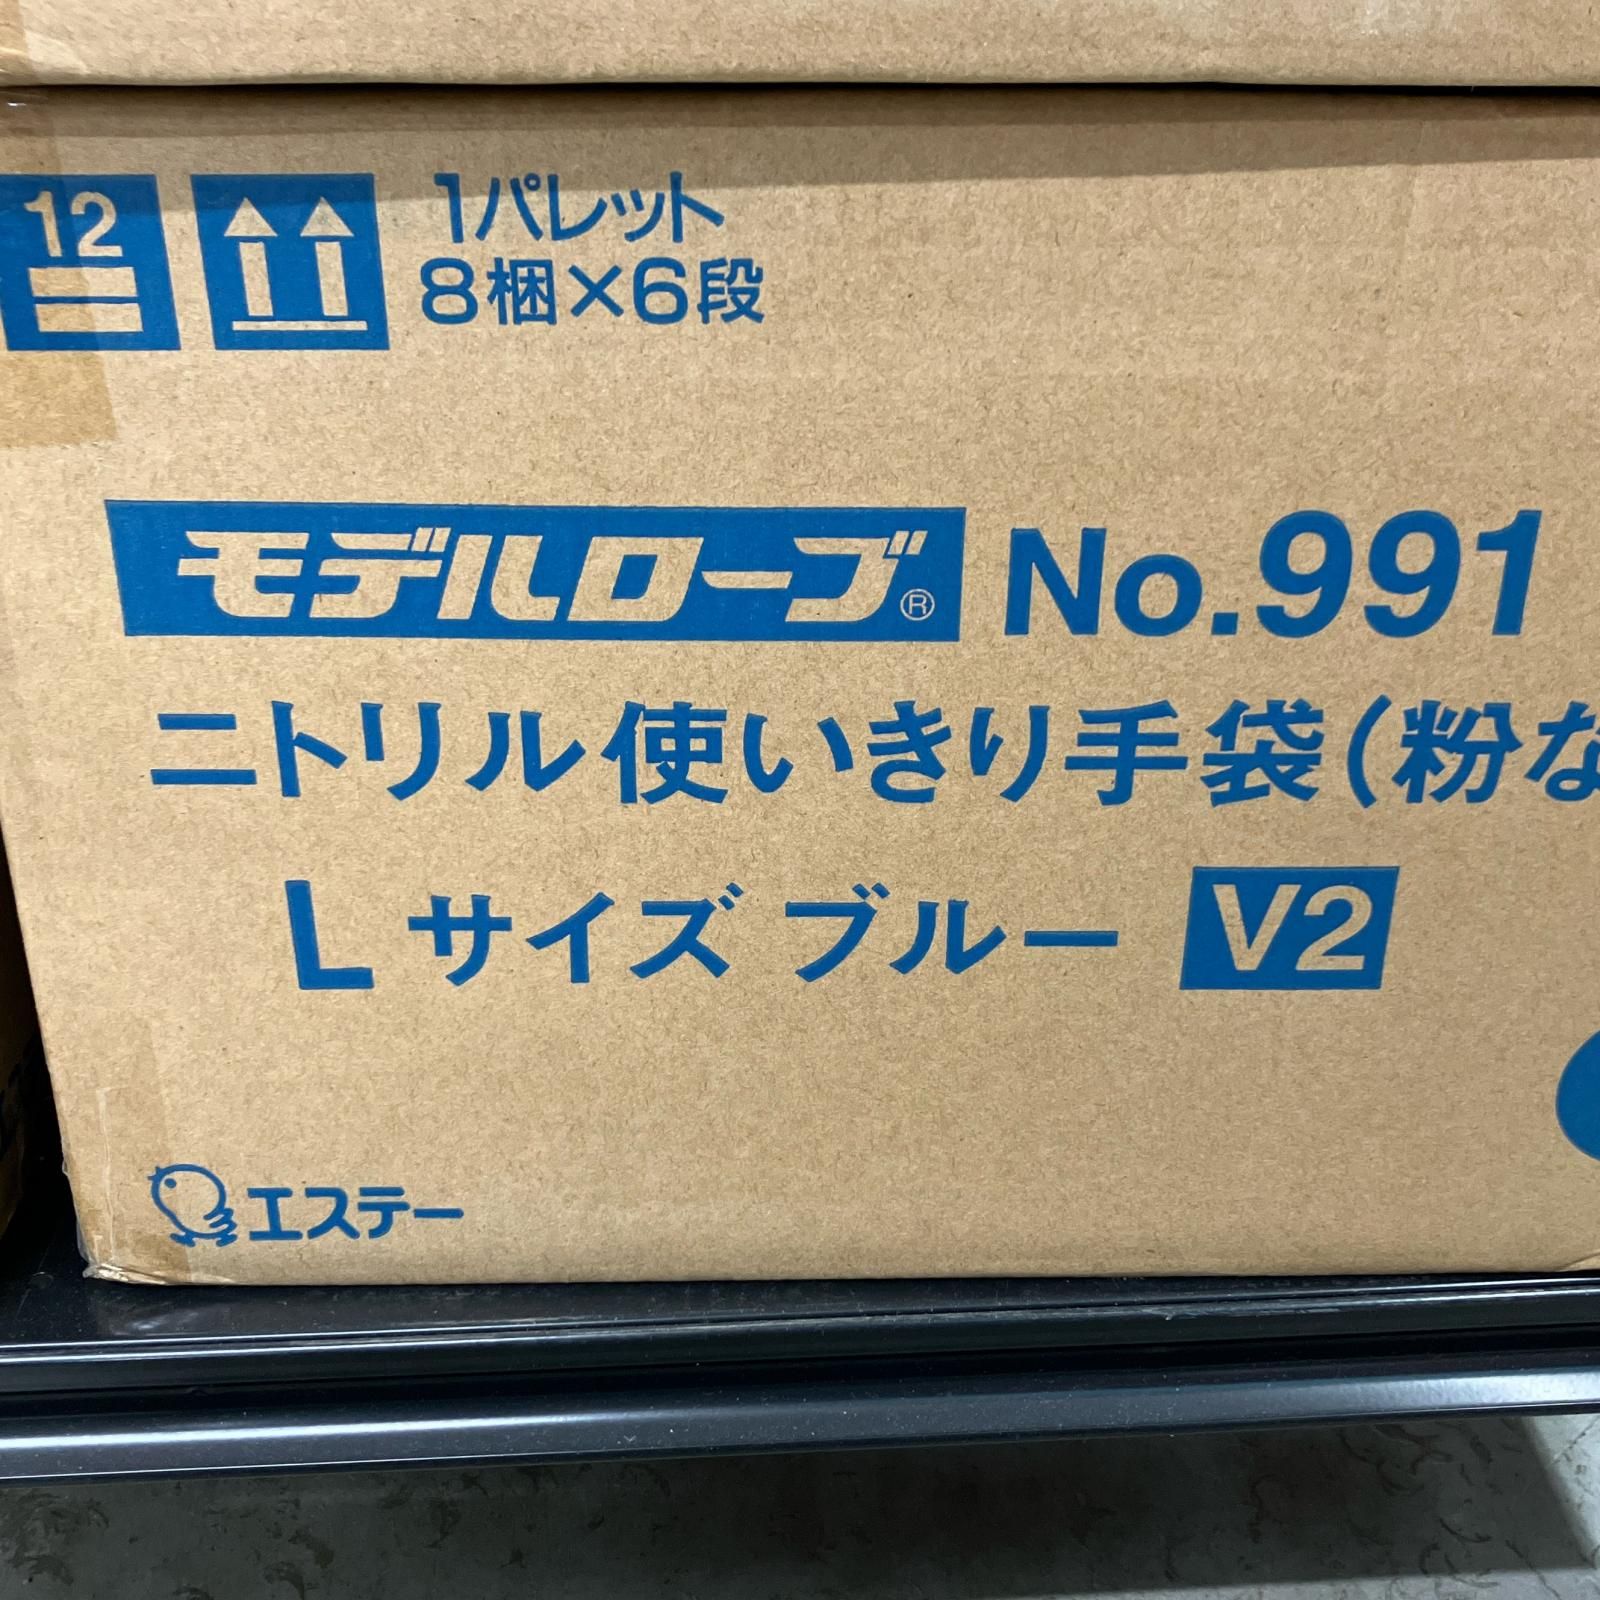 12
1パレット
8梱×6段
モデルローブ® No.991
ニトリル使いきり手袋(粉な
Lサイズ ブルー V2
エステー